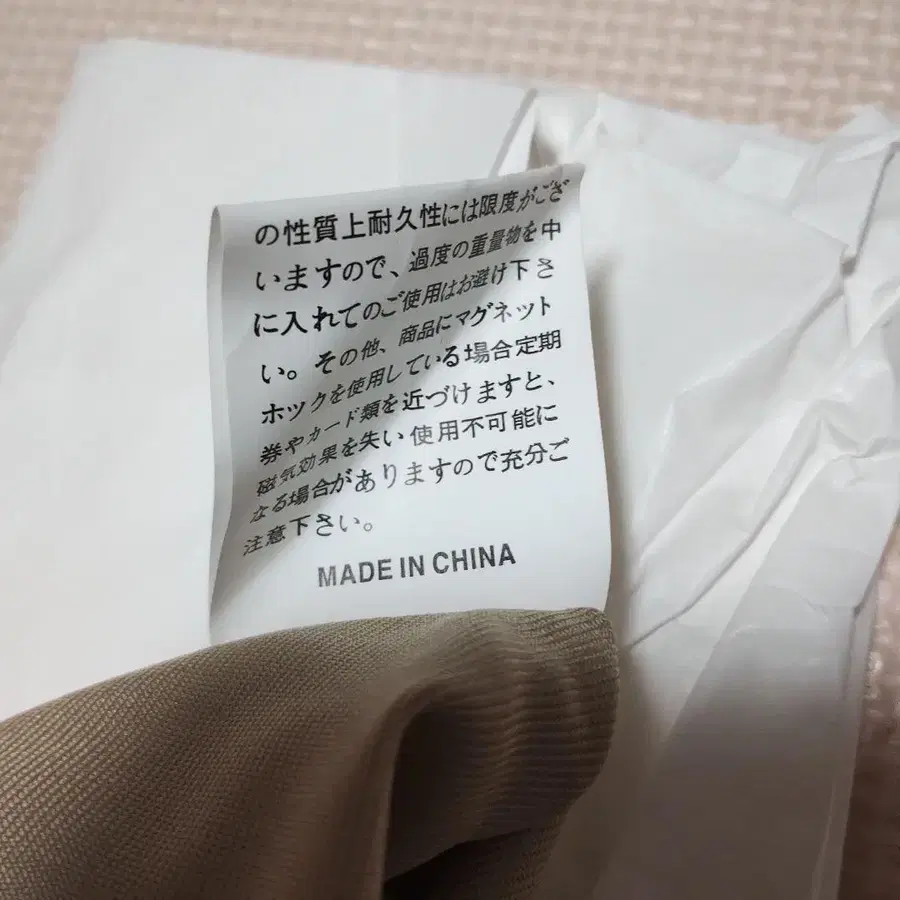 の性質上耐久性には限度がござ
いますので、過度の重量物を中
に入れてのご使用はお避け下さ
い。その他、商品にマグネット
ホックを使用している場合定期
券やカード類を近づけますと、
磁気効果を失い使用不可能に
なる場合がありますので充分ご
注意下さい。
MADE IN CHINA